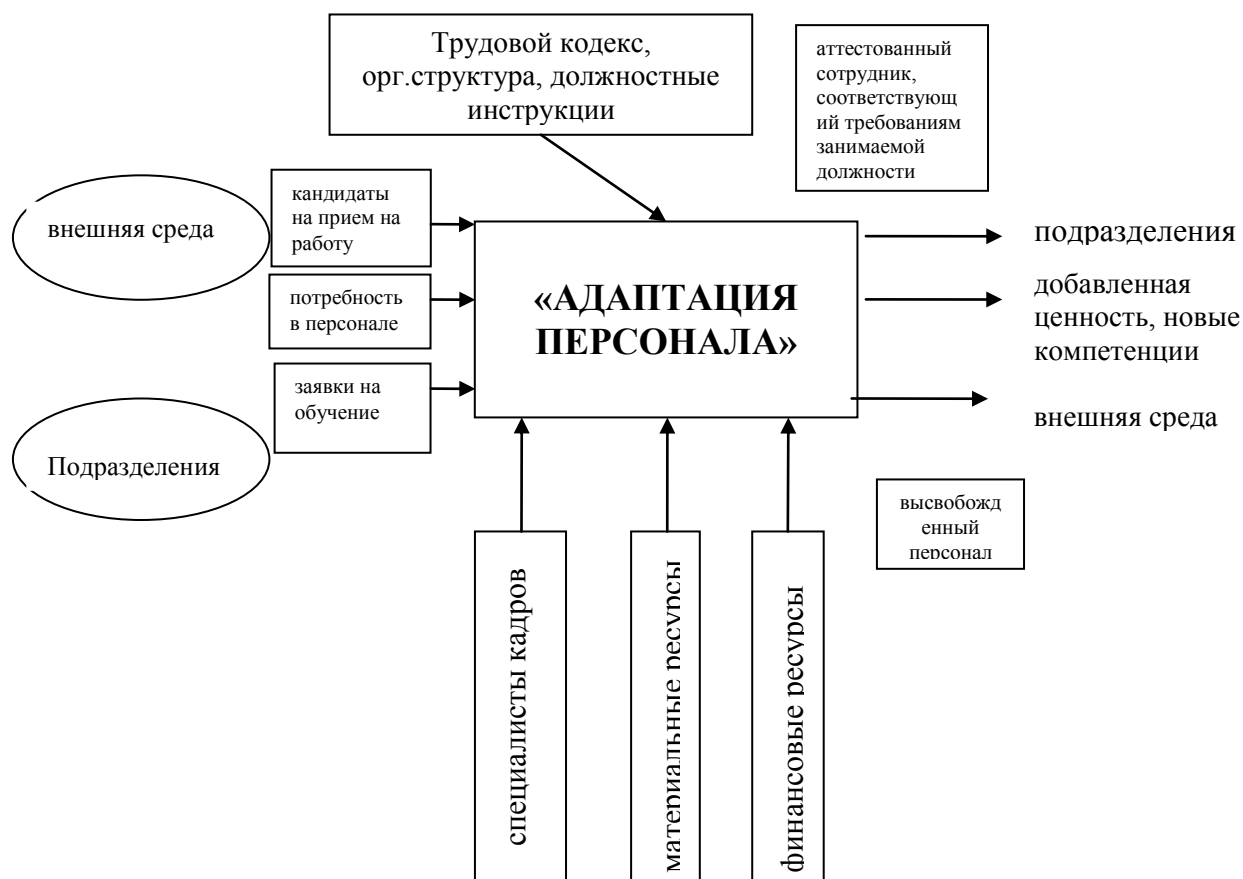 Трудовой кодекс,
орг.структура, должностные
инструкции
аттестованный
сотрудник,
соответствующ
ий требованиям
занимаемой
должности
внешняя среда
кандидаты
на прием на
работу
потребность
в персонале
заявки на
обучение
Подразделения
«АДАПТАЦИЯ
ПЕРСОНАЛА»
подразделения
добавленная
ценность, новые
компетенции
внешняя среда
высвобожд
енный
персонал
специалисты кадров
материальные ресурсы
финансовые ресурсы